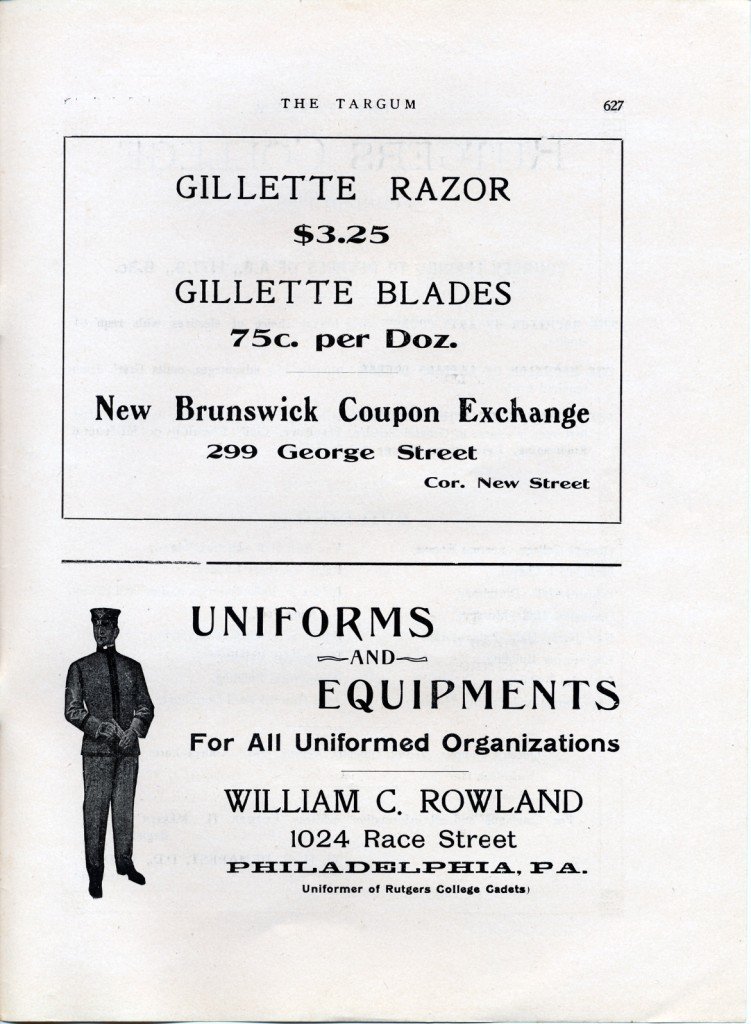 THE TARGUM 627
GILLETTE RAZOR
$3.25
GILLETTE BLADES
75c. per Doz.
New Brunswick Coupon Exchange
299 George Street
Cor. New Street
UNIFORMS
AND
EQUIPMENTS
For All Uniformed Organizations
WILLIAM C. ROWLAND
1024 Race Street
PHILADELPHIA, PA.
Uniformer of Rutgers College Cadets)